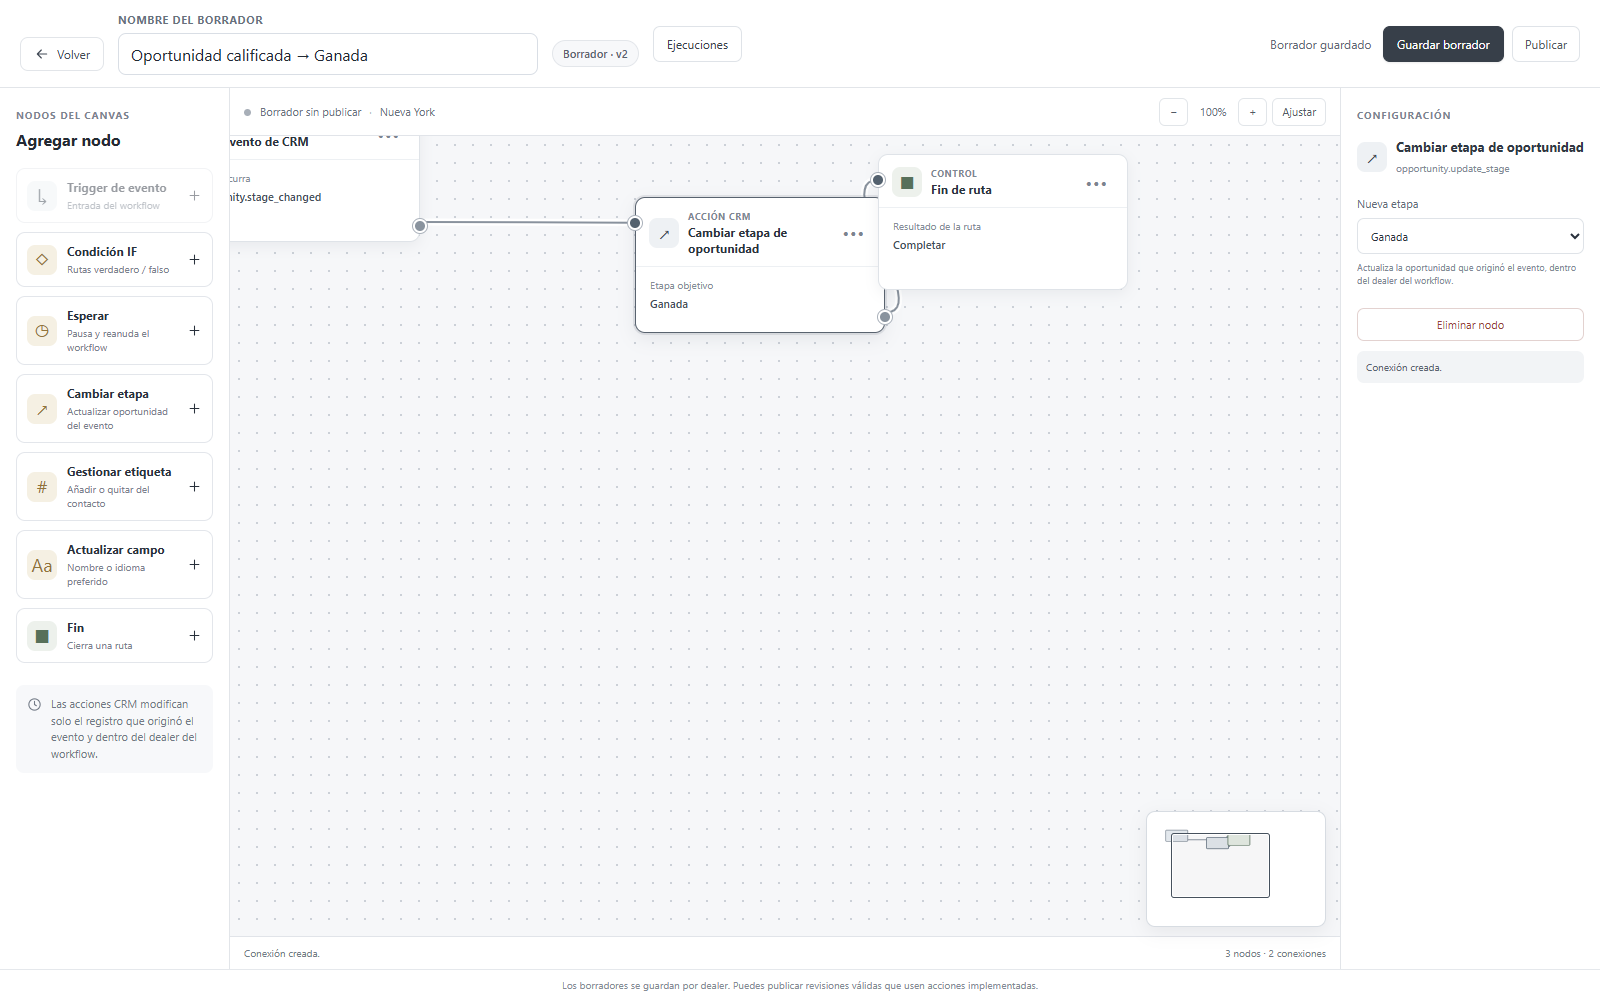 NOMBRE DEL BORRADOR
← Volver
Oportunidad calificada → Ganada
Borrador · v2
Ejecuciones
Borrador guardado
Guardar borrador
Publicar
NODOS DEL CANVAS
Agregar nodo
Trigger de evento
Entrada del workflow
+
Condición IF
Rutas verdadero / falso
+
Esperar
Pausa y reanuda el
workflow
+
Cambiar etapa
Actualizar oportunidad
del evento
+
#
Gestionar etiqueta
Añadir o quitar del
contacto
+
Aa
Actualizar campo
Nombre o idioma
preferido
+
Fin
Cierra una ruta
+
Las acciones CRM modifican
solo el registro que originó el
evento y dentro del dealer del
workflow.
Borrador sin publicar · Nueva York
−
100%
+
Ajustar
vento de CRM
curra
nity.stage_changed
ACCIÓN CRM
Cambiar etapa de
oportunidad
Etapa objetivo
Ganada
CONTROL
Fin de ruta
Resultado de la ruta
Completar
Conexión creada.
3 nodos · 2 conexiones
CONFIGURACIÓN
Cambiar etapa de oportunidad
opportunity.update_stage
Nueva etapa
Ganada
Actualiza la oportunidad que originó el evento, dentro
del dealer del workflow.
Eliminar nodo
Conexión creada.
Los borradores se guardan por dealer. Puedes publicar revisiones válidas que usen acciones implementadas.